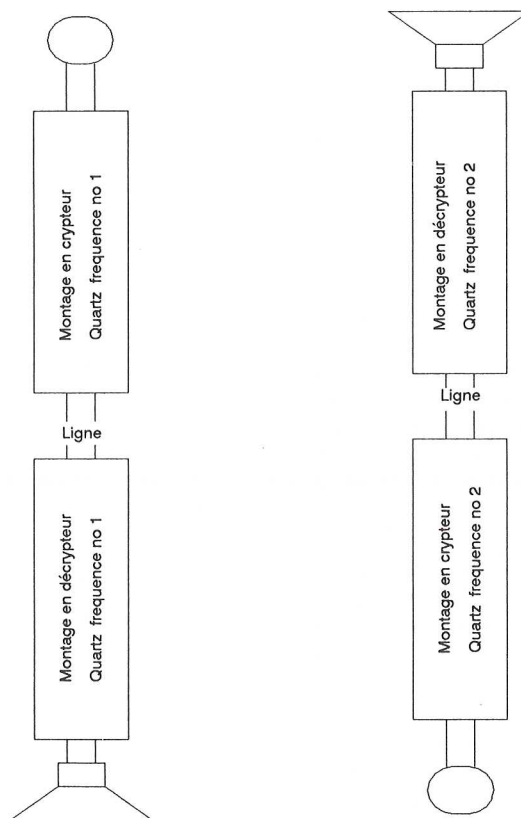 Montage en crypteur
Quartz frequence no 1
Ligne
Montage en décrypteur
Quartz frequence no 1
Montage en décrypteur
Quartz frequence no 2
Ligne
Montage en crypteur
Quartz frequence no 2